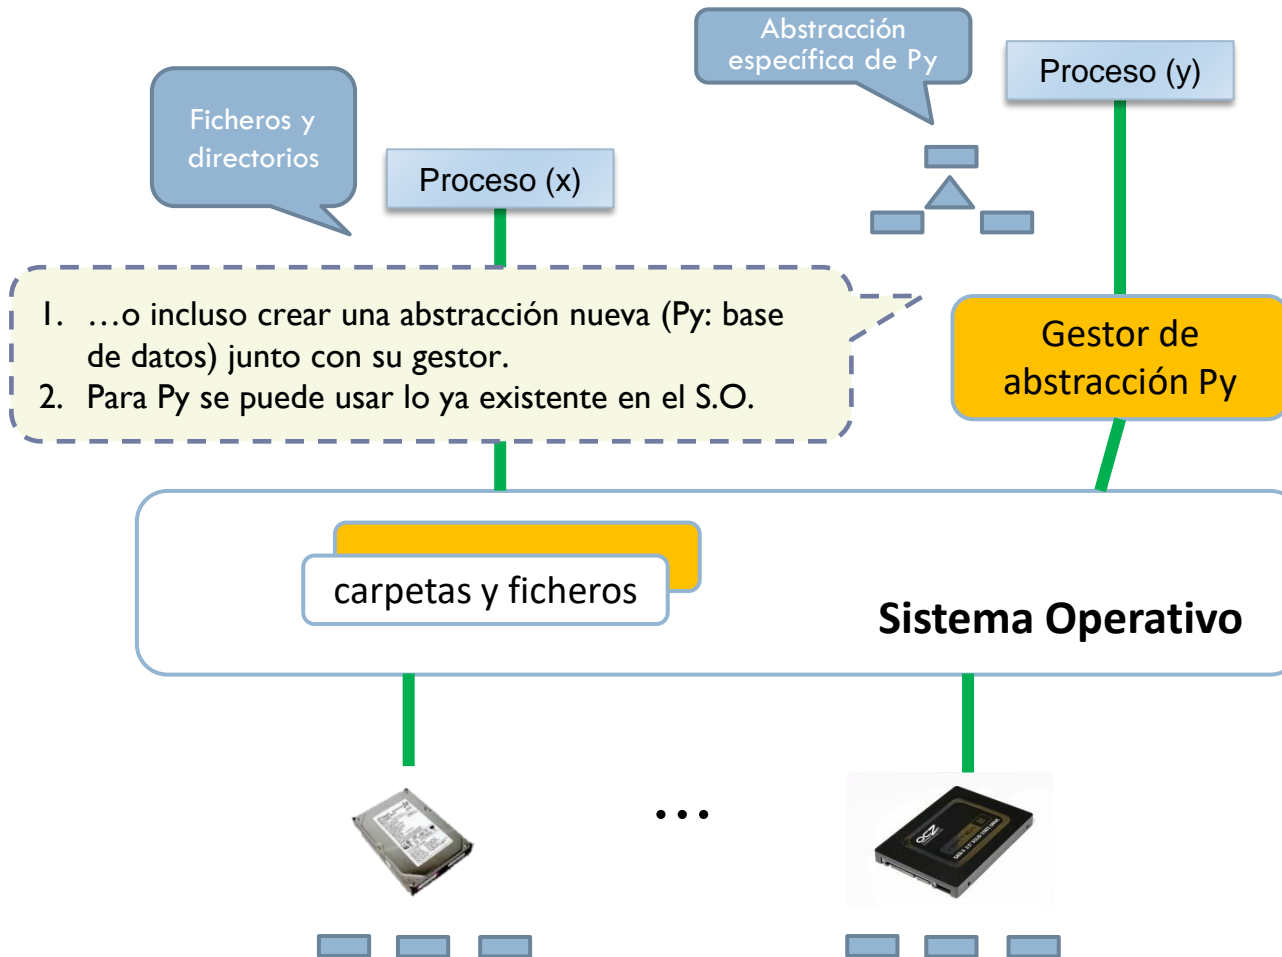 Abstracción
específica de Py
Proceso (y)
Ficheros y
directorios
Proceso (x)
1. …o incluso crear una abstracción nueva (Py: base
de datos) junto con su gestor.
2. Para Py se puede usar lo ya existente en el S.O.
Gestor de
abstracción Py
carpetas y ficheros
Sistema Operativo
...
OCZ